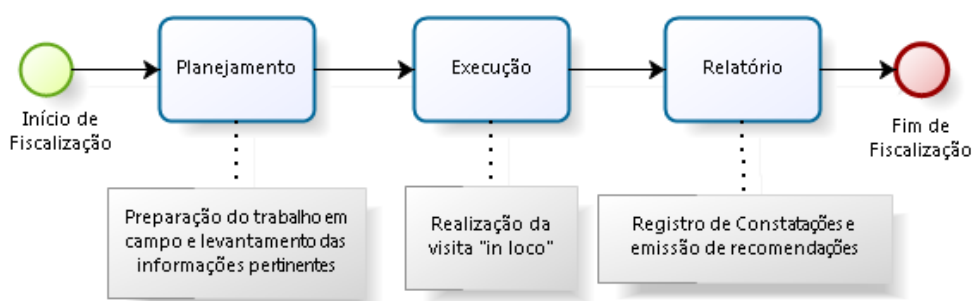 Planejamento
Execução
Relatório
Início de
Fiscalização
Fim de
Fiscalização
Preparação do trabalho em
campo e levantamento das
informações pertinentes
Realização da
visita "in loco"
Registro de Constatações e
emissão de recomendações